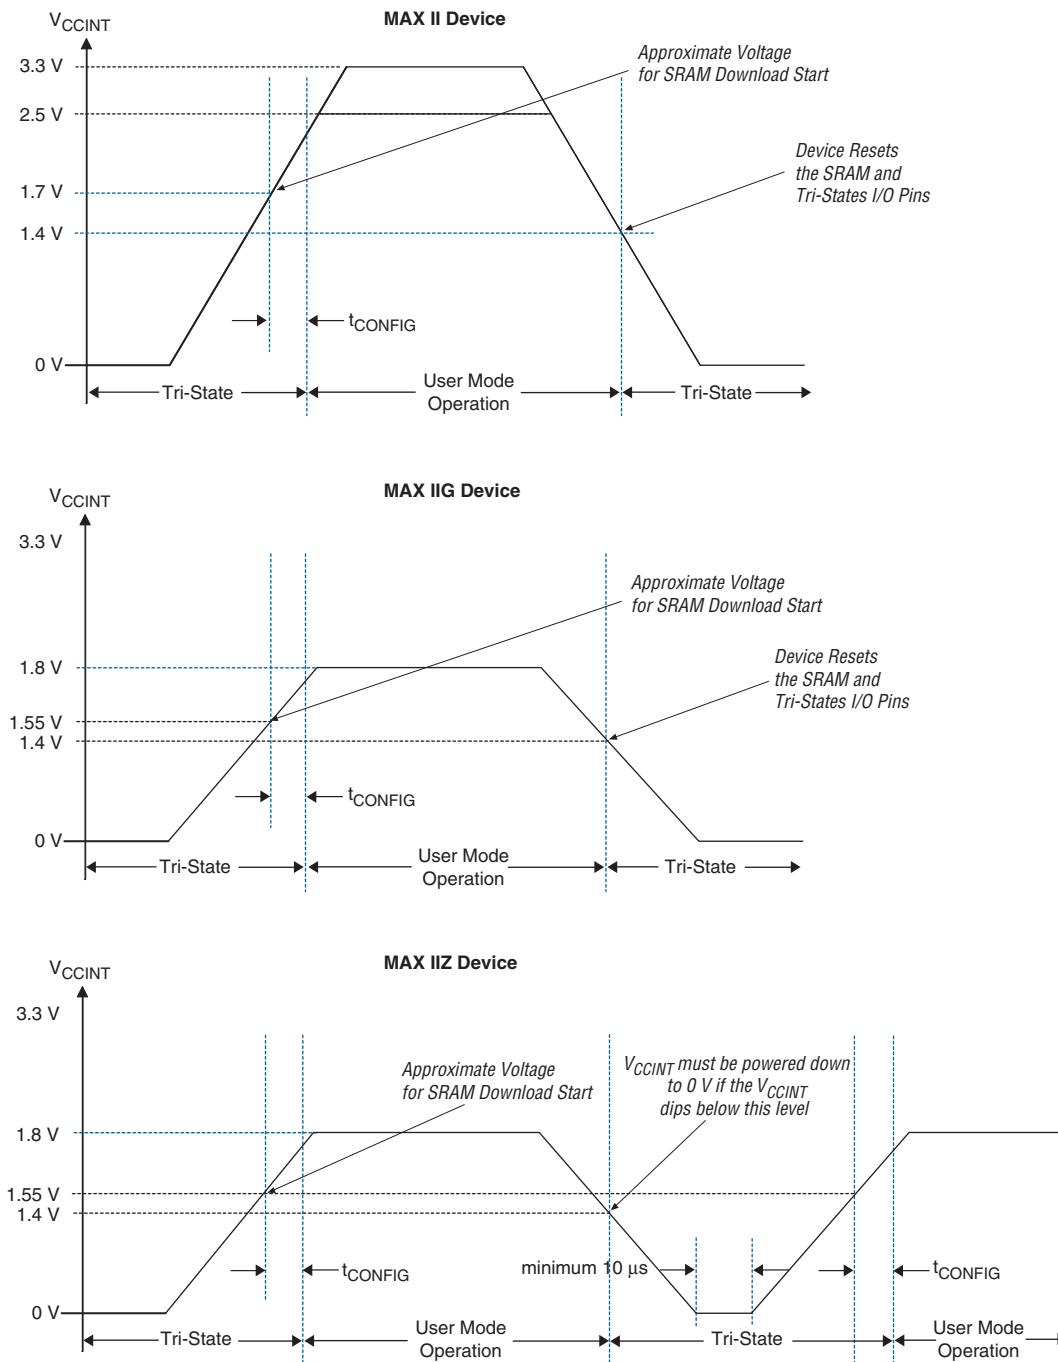 MAX II Device
VCCINT
3.3 V
2.5 V
1.7 V
1.4 V
0 V
Approximate Voltage
for SRAM Download Start
Device Resets
the SRAM and
Tri-States I/O Pins
tCONFIG
Tri-State
User Mode
Operation
Tri-State
MAX IIG Device
VCCINT
3.3 V
1.8 V
1.55 V
1.4 V
0 V
Approximate Voltage
for SRAM Download Start
Device Resets
the SRAM and
Tri-States I/O Pins
tCONFIG
Tri-State
User Mode
Operation
Tri-State
MAX IIZ Device
VCCINT
3.3 V
1.8 V
1.55 V
1.4 V
0 V
Approximate Voltage
for SRAM Download Start
VCCINT must be powered down
to 0 V if the VCCINT
dips below this level
tCONFIG
minimum 10 µs
tCONFIG
Tri-State
User Mode
Operation
Tri-State
User Mode
Operation